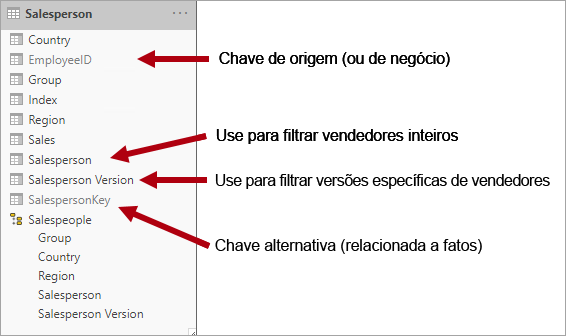 Salesperson ...
Country
EmployeeID
Chave de origem (ou de negócio)
Group
Index
Region
Sales
Use para filtrar vendedores inteiros
Salesperson
Salesperson Version
Use para filtrar versões específicas de vendedores
SalespersonKey
Salespeople
Chave alternativa (relacionada a fatos)
Group
Country
Region
Salesperson
Salesperson Version